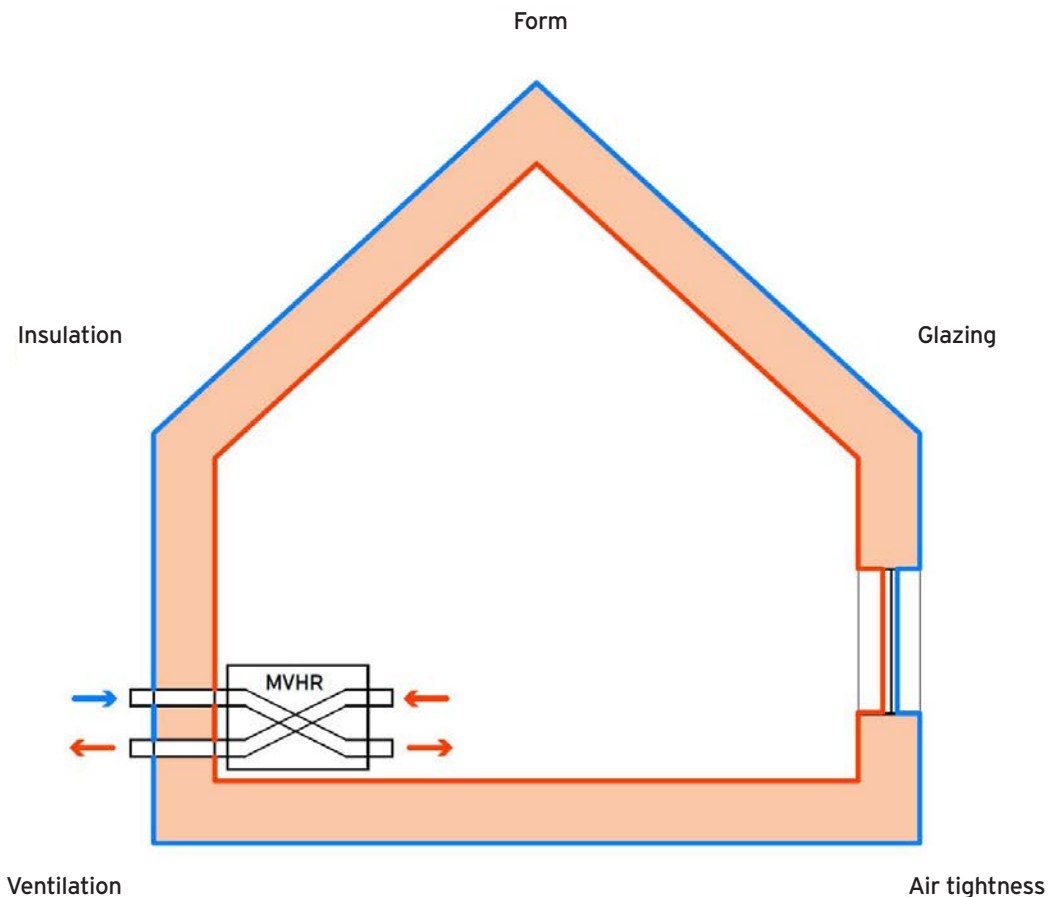 Form
Insulation
Glazing
MVHR
Ventilation
Air tightness